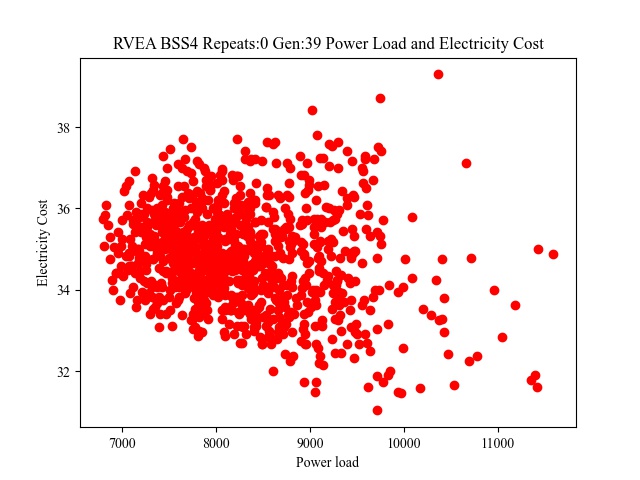 RVEA BSS4 Repeats:0 Gen:39 Power Load and Electricity Cost
38
36
34
32
Electricity Cost
7000 8000 9000 10000 11000
Power load